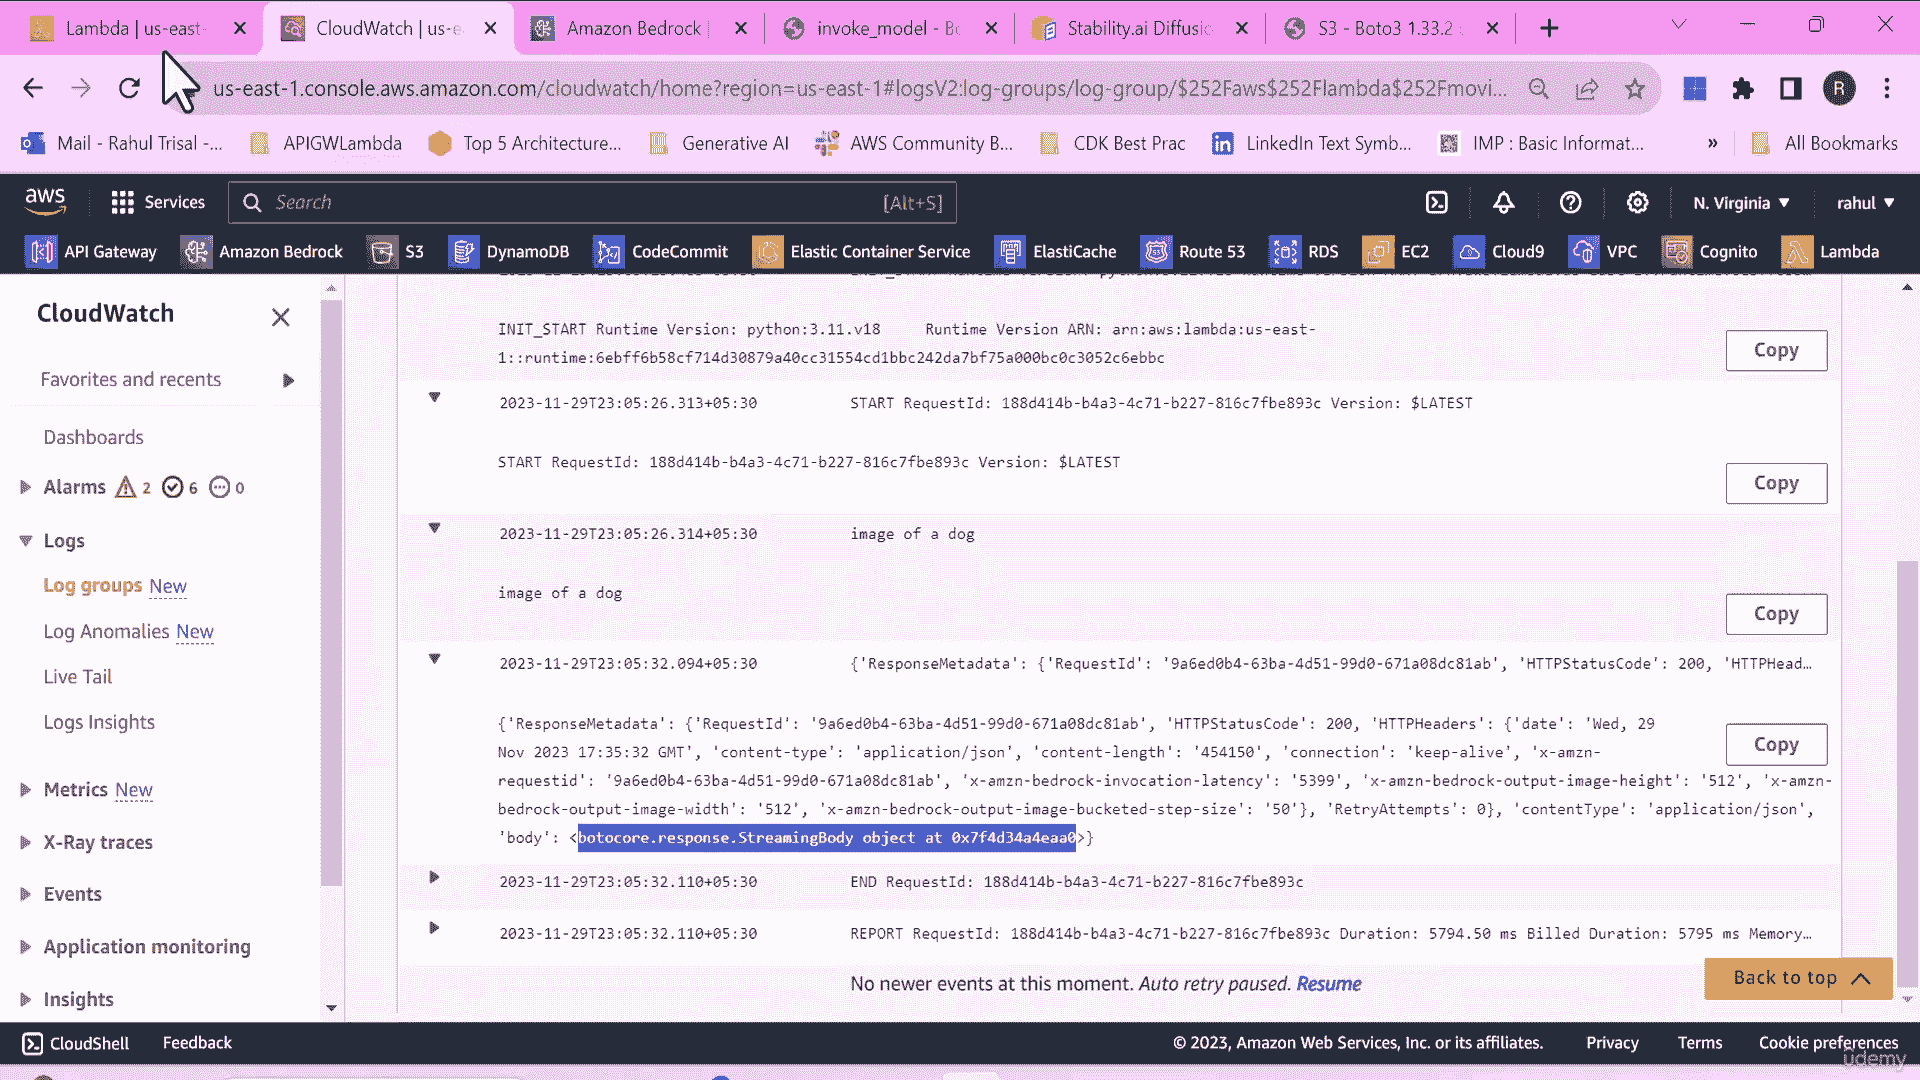 Lambda | us-east-
CloudWatch | us-e
Amazon Bedrock |
invoke_model - Bo
Stability.ai Diffusio
S3 - Boto3 1.33.2
us-east-1.console.aws.amazon.com/cloudwatch/home?region=us-east-1#logsV2:log-groups/log-group/$252Faws$252Flambda$252Fmovi...
R
Mail - Rahul Trisal -...
APIGWLambda
Top 5 Architecture...
Generative AI
AWS Community B...
CDK Best Prac
LinkedIn Text Symb...
IMP : Basic Informat...
»
All Bookmarks
aws
Services
Search
[Alt+S]
N. Virginia
rahul
API Gateway
Amazon Bedrock
S3
DynamoDB
CodeCommit
Elastic Container Service
ElastiCache
Route 53
RDS
EC2
Cloud9
VPC
Cognito
Lambda
CloudWatch
Favorites and recents
Dashboards
Alarms 2 6 0
Logs
Log groups New
Log Anomalies New
Live Tail
Logs Insights
Metrics New
X-Ray traces
Events
Application monitoring
Insights
INIT_START Runtime Version: python:3.11.v18 Runtime Version ARN: arn:aws:lambda:us-east-
1::runtime:6ebff6b58cf714d30879a40cc31554cd1bbc242da7bf75a000bc0c3052c6ebbc
Copy
2023-11-29T23:05:26.313+05:30 START RequestId: 188d414b-b4a3-4c71-b227-816c7fbe893c Version: $LATEST
START RequestId: 188d414b-b4a3-4c71-b227-816c7fbe893c Version: $LATEST
Copy
2023-11-29T23:05:26.314+05:30 image of a dog
image of a dog
Copy
2023-11-29T23:05:32.094+05:30 {'ResponseMetadata': {'RequestId': '9a6ed0b4-63ba-4d51-99d0-671a08dc81ab', 'HTTPStatusCode': 200, 'HTTPHead...
{'ResponseMetadata': {'RequestId': '9a6ed0b4-63ba-4d51-99d0-671a08dc81ab', 'HTTPStatusCode': 200, 'HTTPHeaders': {'date': 'Wed, 29
Nov 2023 17:35:32 GMT', 'content-type': 'application/json', 'content-length': '454150', 'connection': 'keep-alive', 'x-amzn-
requestid': '9a6ed0b4-63ba-4d51-99d0-671a08dc81ab', 'x-amzn-bedrock-invocation-latency': '5399', 'x-amzn-bedrock-output-image-height': '512', 'x-amzn-
bedrock-output-image-width': '512', 'x-amzn-bedrock-output-image-bucketed-step-size': '50'}, 'RetryAttempts': 0}, 'contentType': 'application/json',
'body': <botocore.response.StreamingBody object at 0x7f4d34a4eaa0>}
Copy
2023-11-29T23:05:32.110+05:30 END RequestId: 188d414b-b4a3-4c71-b227-816c7fbe893c
2023-11-29T23:05:32.110+05:30 REPORT RequestId: 188d414b-b4a3-4c71-b227-816c7fbe893c Duration: 5794.50 ms Billed Duration: 5795 ms Memory...
No newer events at this moment. Auto retry paused. Resume
Back to top
CloudShell
Feedback
© 2023, Amazon Web Services, Inc. or its affiliates.
Privacy
Terms
Cookie preferences
ûdemy